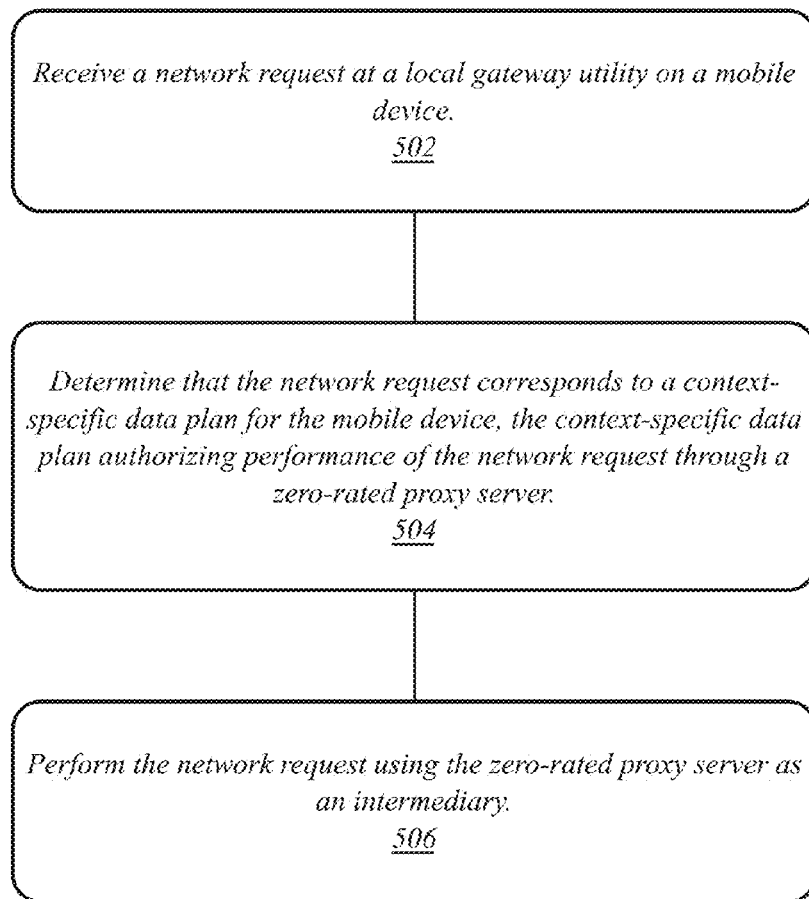 Receive a network request at a local gateway utility on a mobile
device.
502
Determine that the network request corresponds to a context-
specific data plan for the mobile device, the context-specific data
plan authorizing performance of the network request through a
zero-rated proxy server.
504
Perform the network request using the zero-rated proxy server as
an intermediary.
506